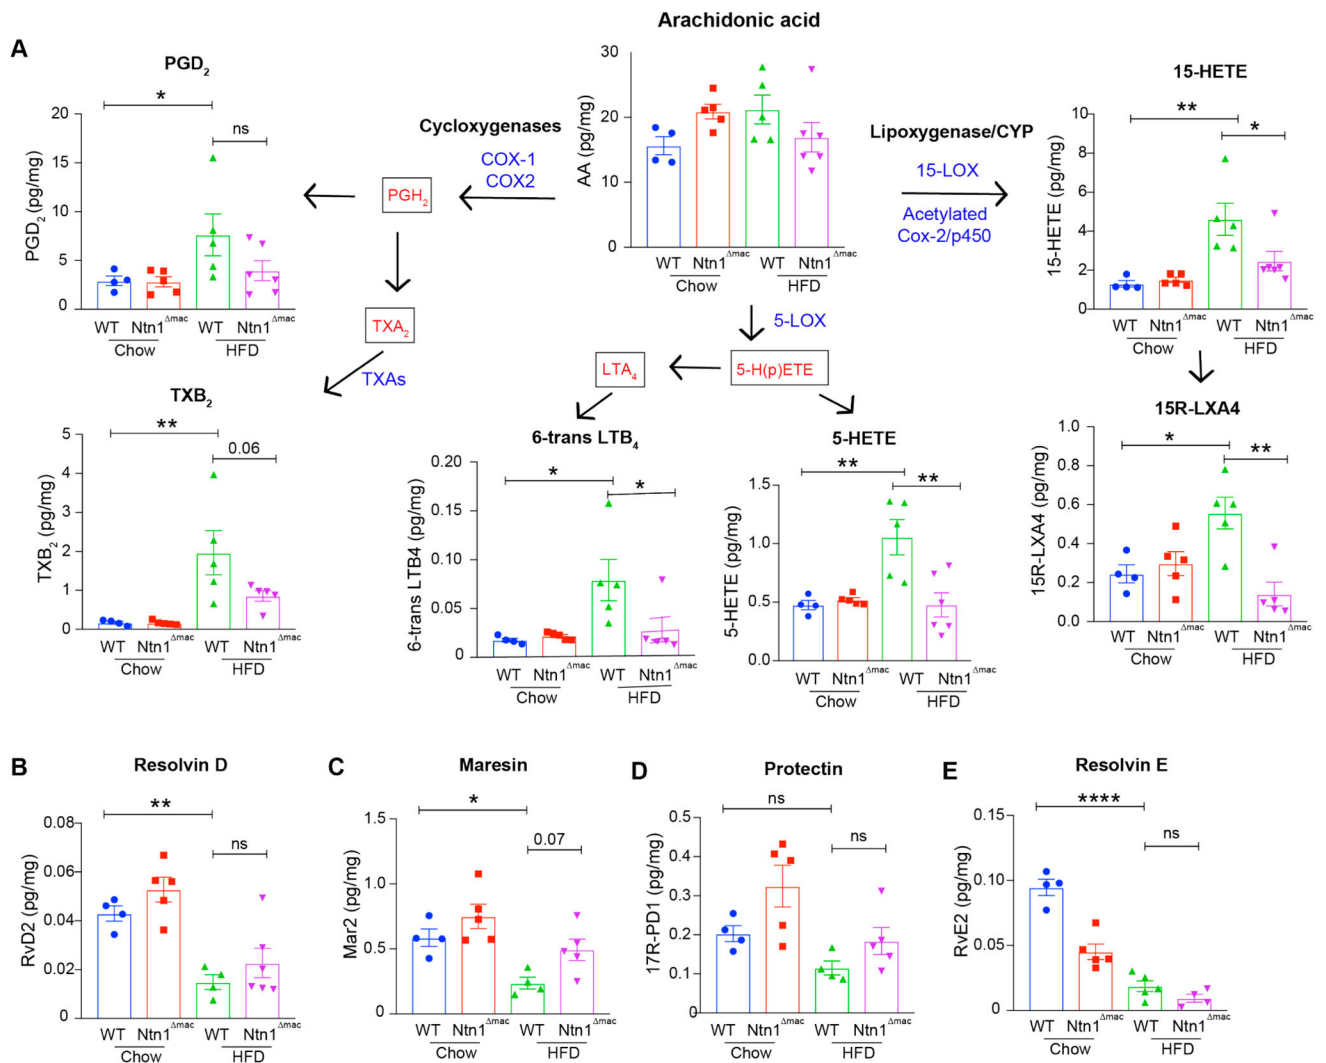 A
Arachidonic acid
30
20
10
0
AA (pg/mg)
WT Ntn1Δmac WT Ntn1Δmac
Chow HFD
PGD2
*
ns
20
15
10
5
0
PGD2 (pg/mg)
WT Ntn1Δmac WT Ntn1Δmac
Chow HFD
Cycloxygenases
COX-1
COX2
PGH2
TXA2
TXAs
Lipoxygenase/CYP
15-LOX
Acetylated
Cox-2/p450
15-HETE
**
*
10
8
6
4
2
0
15-HETE (pg/mg)
WT Ntn1Δmac WT Ntn1Δmac
Chow HFD
5-LOX
LTA4
5-H(p)ETE
TXB2
**
0.06
5
4
3
2
1
0
TXB2 (pg/mg)
WT Ntn1Δmac WT Ntn1Δmac
Chow HFD
6-trans LTB4
*
*
0.20
0.15
0.10
0.05
0
6-trans LTB4 (pg/mg)
WT Ntn1Δmac WT Ntn1Δmac
Chow HFD
5-HETE
**
**
1.5
1.0
0.5
0.0
5-HETE (pg/mg)
WT Ntn1Δmac WT Ntn1Δmac
Chow HFD
15R-LXA4
*
**
1.0
0.8
0.6
0.4
0.2
0.0
15R-LXA4 (pg/mg)
WT Ntn1Δmac WT Ntn1Δmac
Chow HFD
B
Resolvin D
**
ns
0.08
0.06
0.04
0.02
0
RvD2 (pg/mg)
WT Ntn1Δmac WT Ntn1Δmac
Chow HFD
C
Maresin
*
0.07
1.5
1.0
0.5
0
Mar2 (pg/mg)
WT Ntn1Δmac WT Ntn1Δmac
Chow HFD
D
Protectin
ns
ns
0.5
0.4
0.3
0.2
0.1
0
17R-PD1 (pg/mg)
WT Ntn1Δmac WT Ntn1Δmac
Chow HFD
E
Resolvin E
****
ns
0.15
0.10
0.05
0
RvE2 (pg/mg)
WT Ntn1Δmac WT Ntn1Δmac
Chow HFD